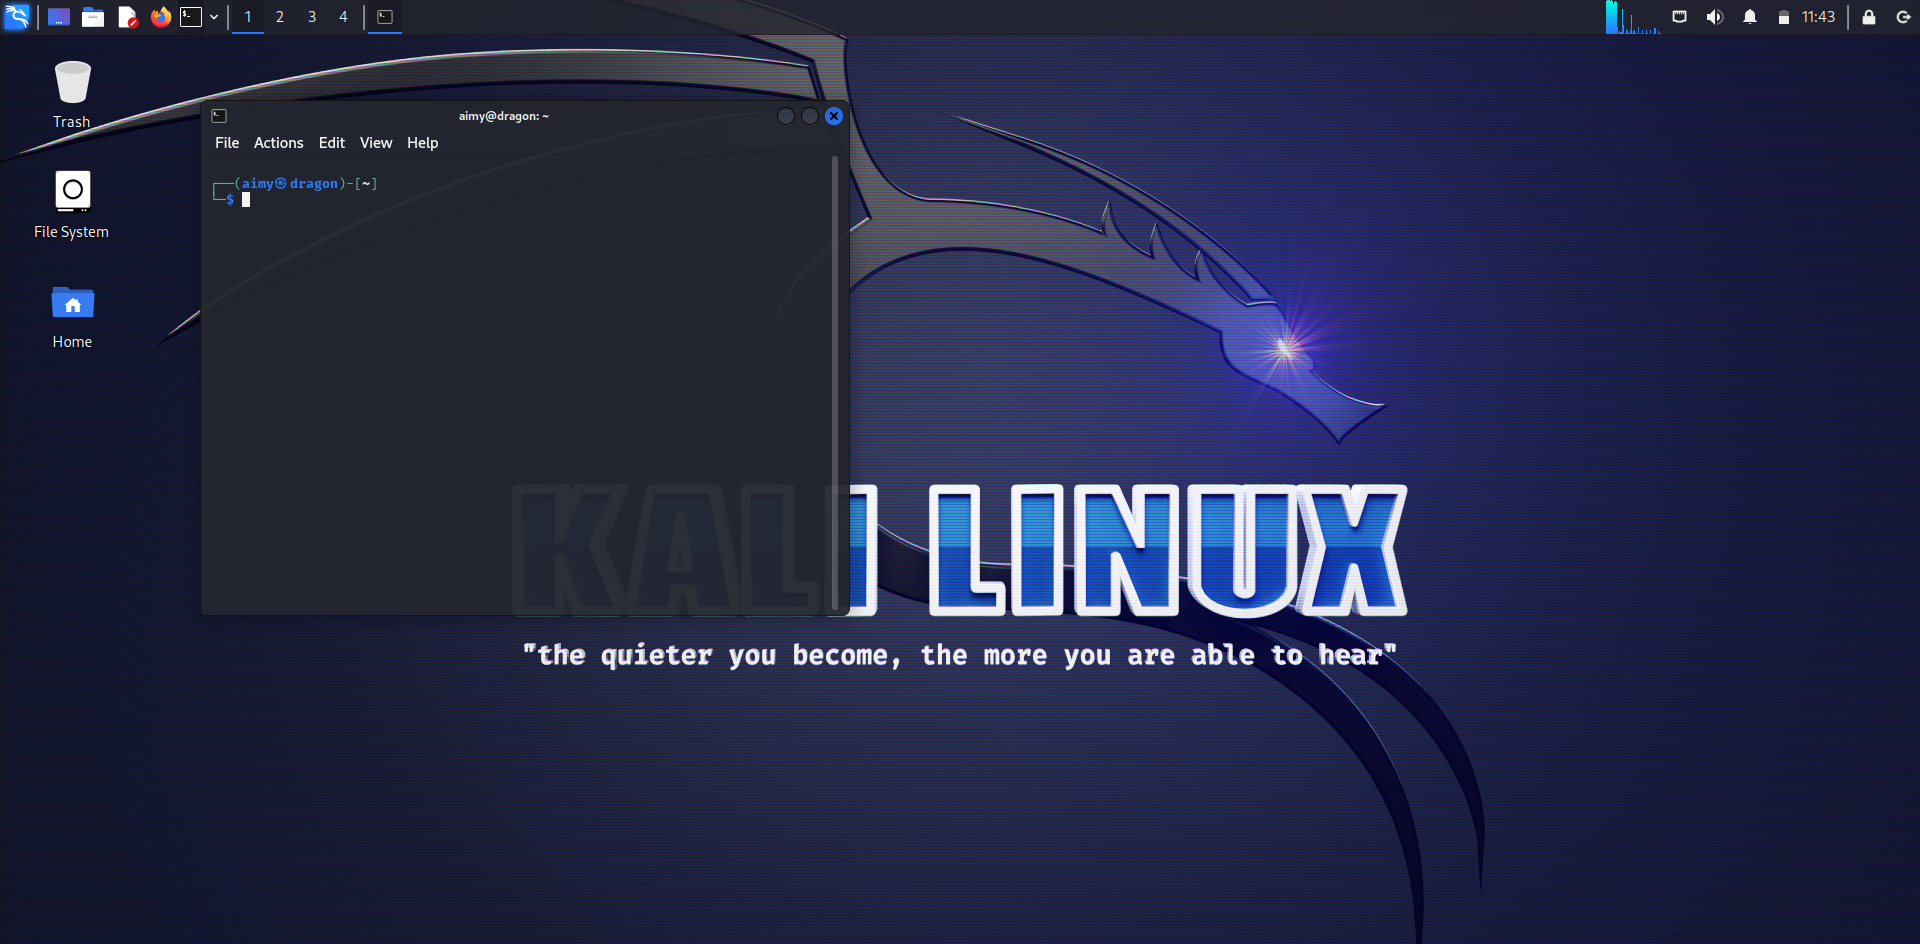 1 2 3 4
11:43
Trash
File System
Home
aimy@dragon: ~
File Actions Edit View Help
┌──(aimy㉿dragon)-[~]
└─$
KALI LINUX
"the quieter you become, the more you are able to hear"